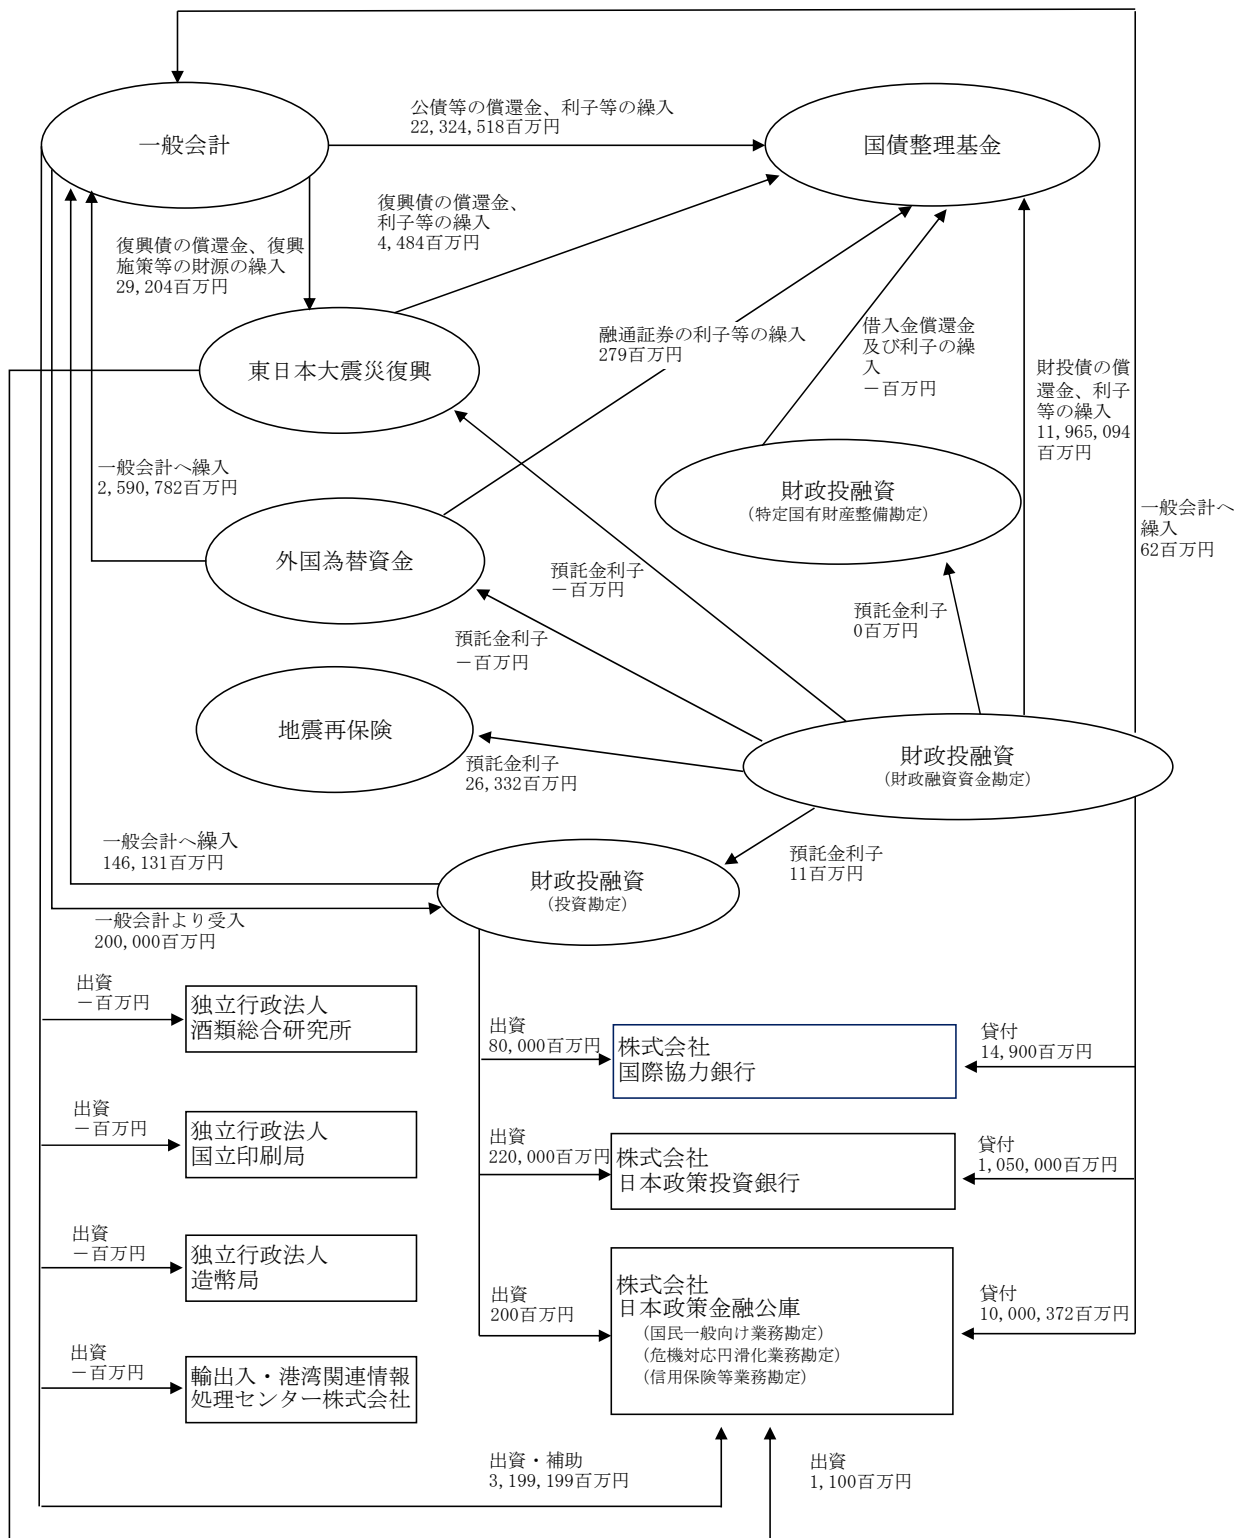 公債等の償還金、利子等の繰入
22,324,518百万円
一般会計
国債整理基金
復興債の償還金、
利子等の繰入
4,484百万円
復興債の償還金、復興
施策等の財源の繰入
29,204百万円
融通証券の利子等の繰入
279百万円
借入金償還金
及び利子の繰
入
－百万円
財投債の償
還金、利子
等の繰入
11,965,094
百万円
東日本大震災復興
一般会計へ繰入
2,590,782百万円
財政投融資
（特定国有財産整備勘定）
一般会計へ
繰入
62百万円
外国為替資金
預託金利子
－百万円
預託金利子
0百万円
預託金利子
－百万円
地震再保険
預託金利子
26,332百万円
財政投融資
（財政融資資金勘定）
一般会計へ繰入
146,131百万円
預託金利子
11百万円
財政投融資
（投資勘定）
一般会計より受入
200,000百万円
出資
－百万円
独立行政法人
酒類総合研究所
出資
80,000百万円
株式会社
国際協力銀行
貸付
14,900百万円
出資
－百万円
独立行政法人
国立印刷局
出資
220,000百万円
株式会社
日本政策投資銀行
貸付
1,050,000百万円
出資
－百万円
独立行政法人
造幣局
出資
200百万円
株式会社
日本政策金融公庫
（国民一般向け業務勘定）
（危機対応円滑化業務勘定）
（信用保険等業務勘定）
貸付
10,000,372百万円
出資
－百万円
輸出入・港湾関連情報
処理センター株式会社
出資・補助
3,199,199百万円
出資
1,100百万円